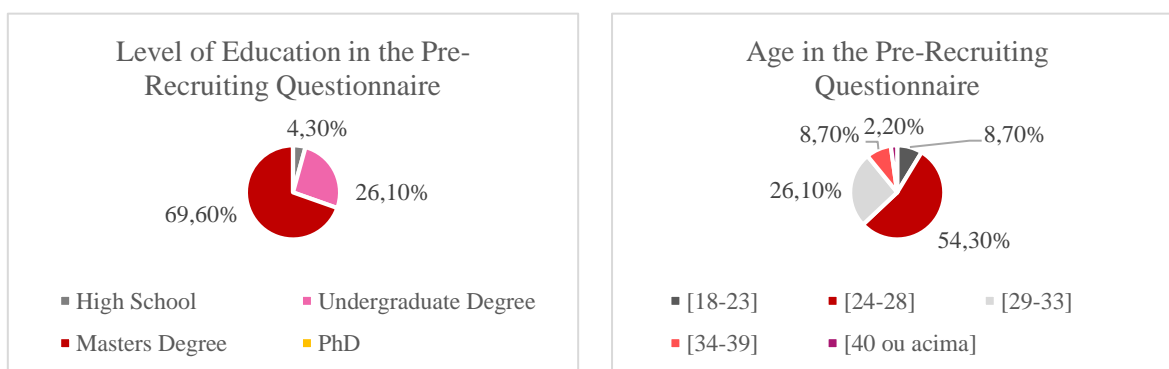 Level of Education in the Pre-
Recruiting Questionnaire
4,30%
26,10%
69,60%
High School
Undergraduate Degree
Masters Degree
PhD
Age in the Pre-Recruiting
Questionnaire
8,70%
2,20%
8,70%
26,10%
54,30%
[18-23]
[24-28]
[29-33]
[34-39]
[40 ou acima]